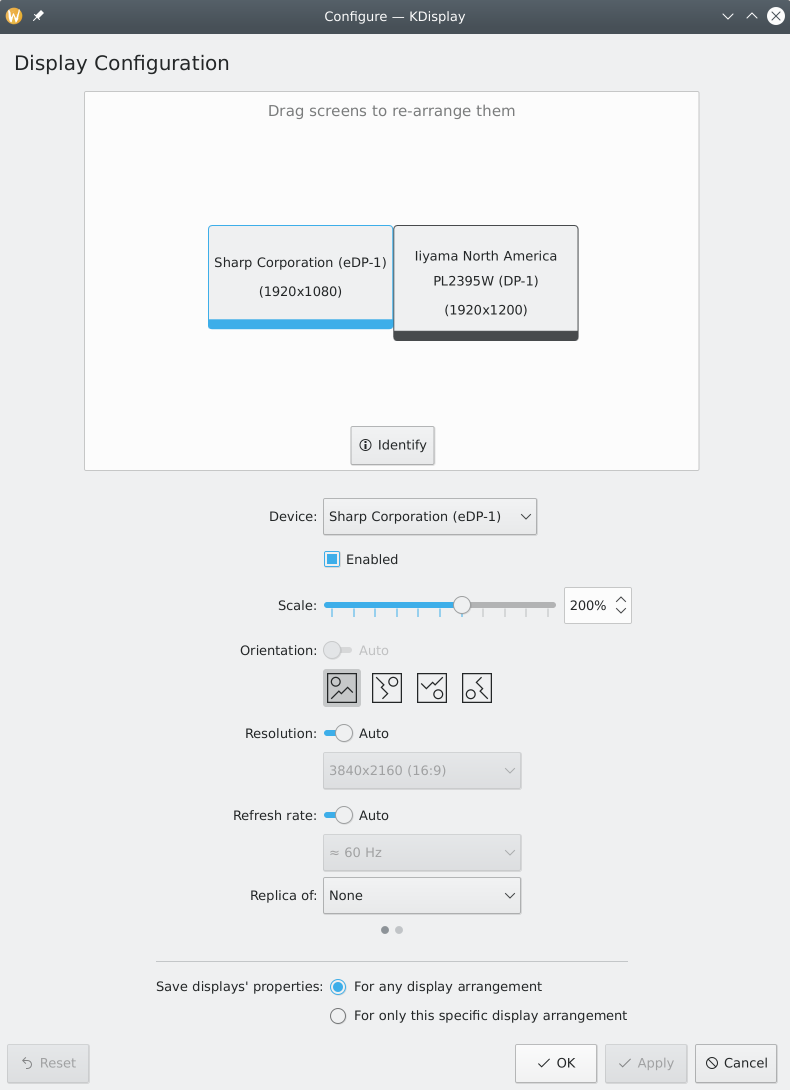 Configure — KDisplay
Display Configuration
Drag screens to re-arrange them
Sharp Corporation (eDP-1)
(1920x1080)
Iiyama North America
PL2395W (DP-1)
(1920x1200)
Identify
Device: Sharp Corporation (eDP-1)
Enabled
Scale: 200%
Orientation: Auto
Resolution: Auto
3840x2160 (16:9)
Refresh rate: Auto
≈ 60 Hz
Replica of: None
Save displays' properties: For any display arrangement
For only this specific display arrangement
Reset OK Apply Cancel